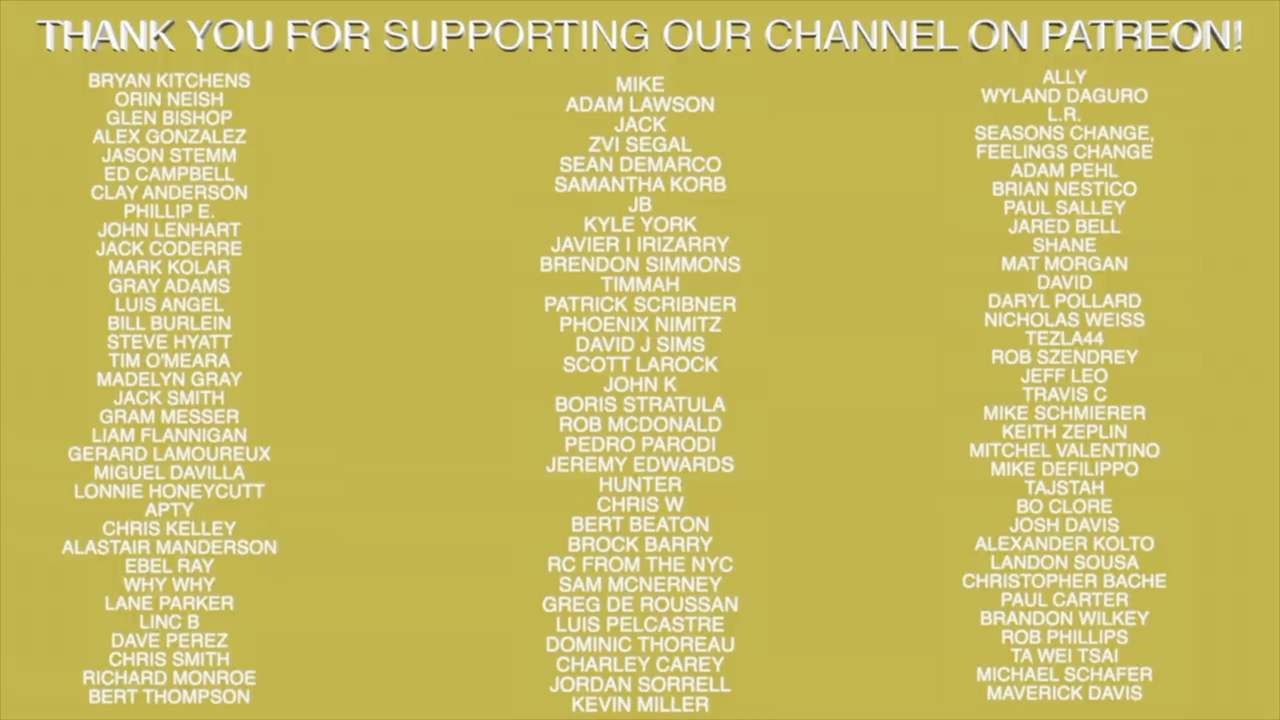 THANK YOU FOR SUPPORTING OUR CHANNEL ON PATREON!
BRYAN KITCHENS
ORIN NEISH
GLEN BISHOP
ALEX GONZALEZ
JASON STEMM
ED CAMPBELL
CLAY ANDERSON
PHILLIP E.
JOHN LENHART
JACK CODERRE
MARK KOLAR
GRAY ADAMS
LUIS ANGEL
BILL BURLEIN
STEVE HYATT
TIM O'MEARA
MADELYN GRAY
JACK SMITH
GRAM MESSER
LIAM FLANNIGAN
GERARD LAMOUREUX
MIGUEL DAVILLA
LONNIE HONEYCUTT
APTY
CHRIS KELLEY
ALASTAIR MANDERSON
EBEL RAY
WHY WHY
LANE PARKER
LINC B
DAVE PEREZ
CHRIS SMITH
RICHARD MONROE
BERT THOMPSON
MIKE
ADAM LAWSON
JACK
ZVI SEGAL
SEAN DEMARCO
SAMANTHA KORB
JB
KYLE YORK
JAVIER I IRIZARRY
BRENDON SIMMONS
TIMMAH
PATRICK SCRIBNER
PHOENIX NIMITZ
DAVID J SIMS
SCOTT LAROCK
JOHN K
BORIS STRATULA
ROB MCDONALD
PEDRO PARODI
JEREMY EDWARDS
HUNTER
CHRIS W
BERT BEATON
BROCK BARRY
RC FROM THE NYC
SAM MCNERNEY
GREG DE ROUSSAN
LUIS PELCASTRE
DOMINIC THOREAU
CHARLEY CAREY
JORDAN SORRELL
KEVIN MILLER
ALLY
WYLAND DAGURO
L.R.
SEASONS CHANGE,
FEELINGS CHANGE
ADAM PEHL
BRIAN NESTICO
PAUL SALLEY
JARED BELL
SHANE
MAT MORGAN
DAVID
DARYL POLLARD
NICHOLAS WEISS
TEZLA44
ROB SZENDREY
JEFF LEO
TRAVIS C
MIKE SCHMIERER
KEITH ZEPLIN
MITCHEL VALENTINO
MIKE DEFILIPPO
TAJSTAH
BO CLORE
JOSH DAVIS
ALEXANDER KOLTO
LANDON SOUSA
CHRISTOPHER BACHE
PAUL CARTER
BRANDON WILKEY
ROB PHILLIPS
TA WEI TSAI
MICHAEL SCHAFER
MAVERICK DAVIS